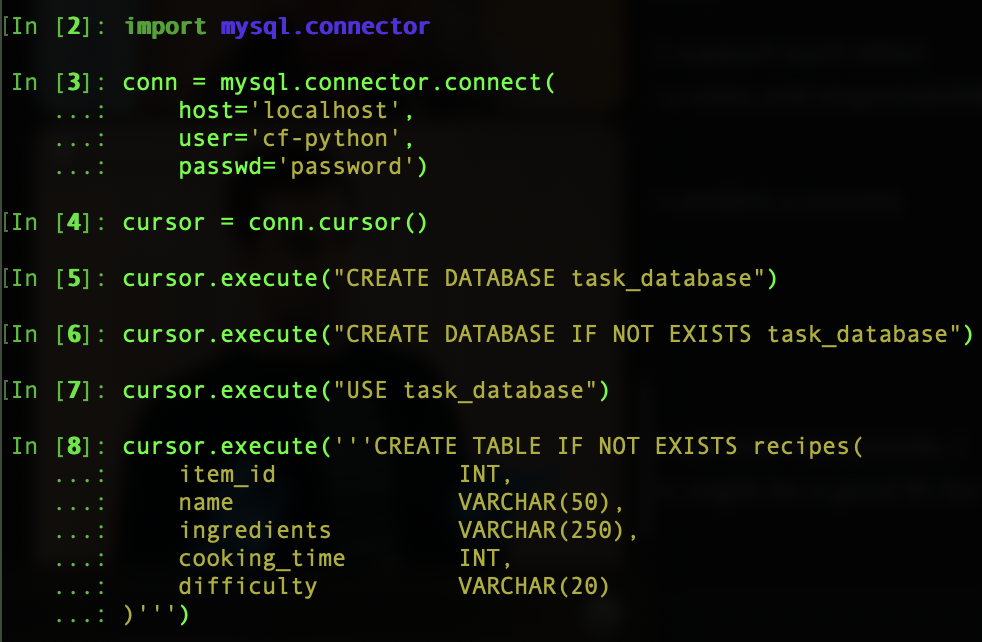 [In [2]: import mysql.connector
In [3]: conn = mysql.connector.connect(
...:     host='localhost',
...:     user='cf-python',
...:     passwd='password')
[In [4]: cursor = conn.cursor()
[In [5]: cursor.execute("CREATE DATABASE task_database")
[In [6]: cursor.execute("CREATE DATABASE IF NOT EXISTS task_database")
[In [7]: cursor.execute("USE task_database")
In [8]: cursor.execute('''CREATE TABLE IF NOT EXISTS recipes(
...:     item_id             INT,
...:     name                VARCHAR(50),
...:     ingredients         VARCHAR(250),
...:     cooking_time        INT,
...:     difficulty          VARCHAR(20)
...: )''')